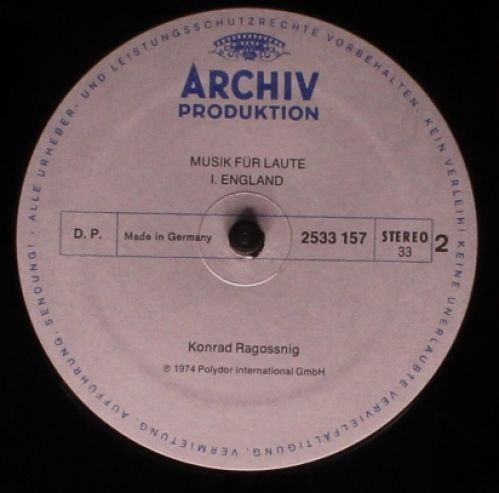 · ALLE URHEBER- UND LEISTUNGSSCHUTZRECHTE VORBEHALTEN · KEIN VERLEIH! KEINE UNERLAUBTE VERVIELFÄLTIGUNG, VERMIETUNG, AUFFÜHRUNG, SENDUNG!
ARCHIV
PRODUKTION
MUSIK FÜR LAUTE
I. ENGLAND
D. P. Made in Germany 2533 157 STEREO 33 2
Konrad Ragossnig
℗ 1974 Polydor International GmbH